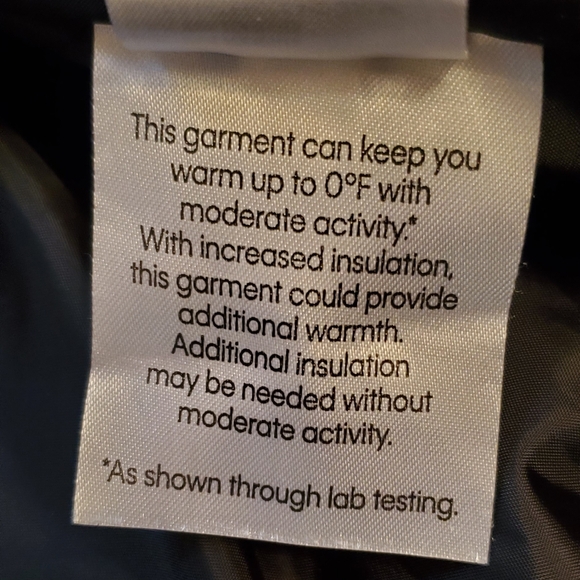 This garment can keep you
warm up to 0°F with
moderate activity.*
With increased insulation,
this garment could provide
additional warmth.
Additional insulation
may be needed without
moderate activity.
*As shown through lab testing.